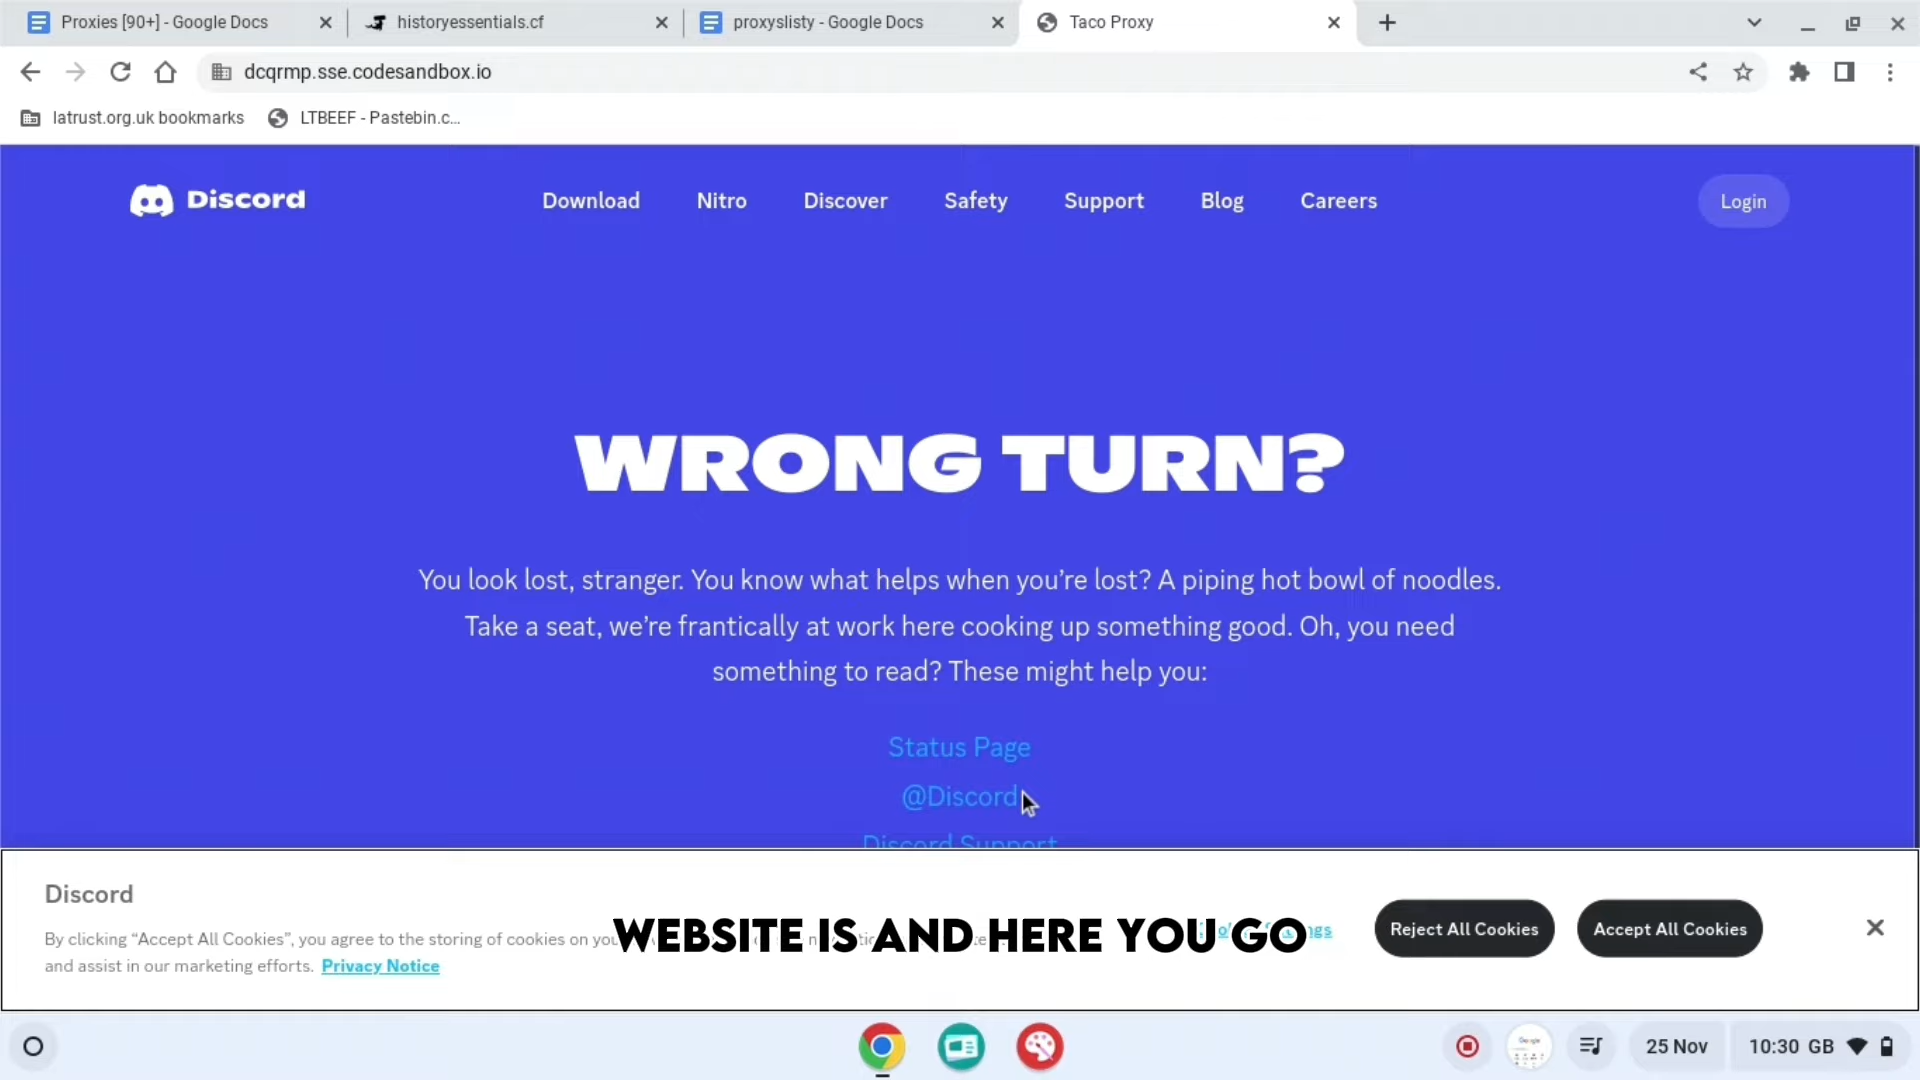 Proxies [90+] - Google Docs
historyessentials.cf
proxyslisty - Google Docs
Taco Proxy
dcqrmp.sse.codesandbox.io
latrust.org.uk bookmarks
LTBEEF - Pastebin.c...
Discord
Download
Nitro
Discover
Safety
Support
Blog
Careers
Login
WRONG TURN?
You look lost, stranger. You know what helps when you’re lost? A piping hot bowl of noodles.
Take a seat, we’re frantically at work here cooking up something good. Oh, you need
something to read? These might help you:
Status Page
@Discord
Discord Support
Discord
By clicking “Accept All Cookies”, you agree to the storing of cookies on
and assist in our marketing efforts. Privacy Notice
WEBSITE IS AND HERE YOU GO
Reject All Cookies
Accept All Cookies
25 Nov
10:30 GB